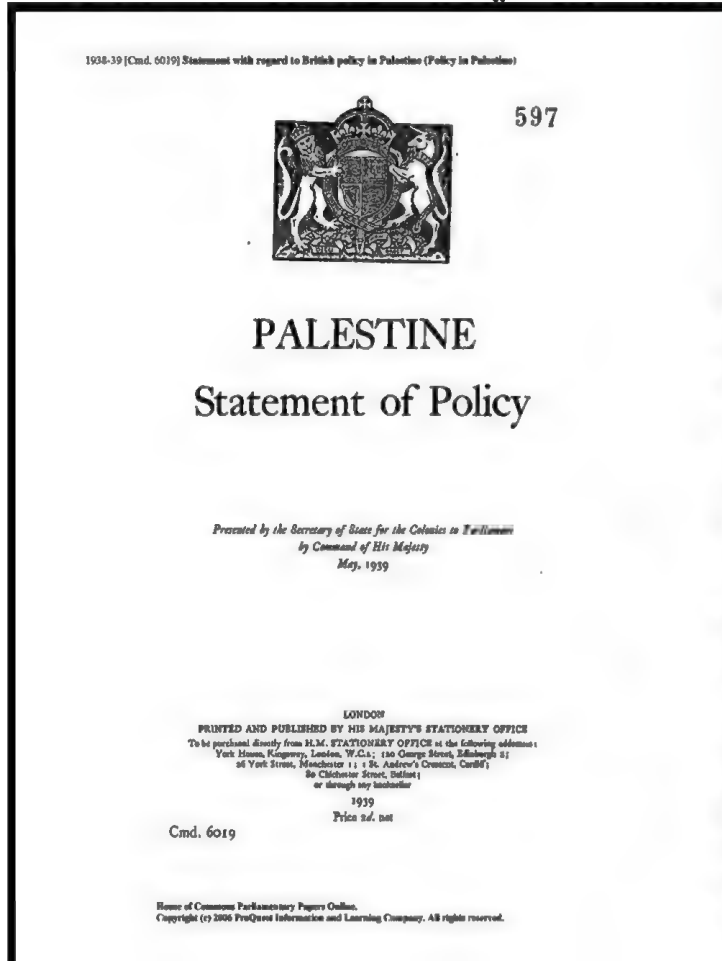 1938-39 [Cmd. 6019] Statement with regard to British policy in Palestine (Policy in Palestine)
597
PALESTINE
Statement of Policy
Presented by the Secretary of State for the Colonies to Parliament
by Command of His Majesty
May, 1939
LONDON
PRINTED AND PUBLISHED BY HIS MAJESTY'S STATIONERY OFFICE
To be purchased directly from H.M. STATIONERY OFFICE at the following addresses:
York House, Kingsway, London, W.C.2; 120 George Street, Edinburgh 2;
26 York Street, Manchester 1; 1 St. Andrew's Crescent, Cardiff;
80 Chichester Street, Belfast;
or through any bookseller
1939
Price 2d. net
Cmd. 6019
House of Commons Parliamentary Papers Online.
Copyright (c) 2006 ProQuest Information and Learning Company. All rights reserved.